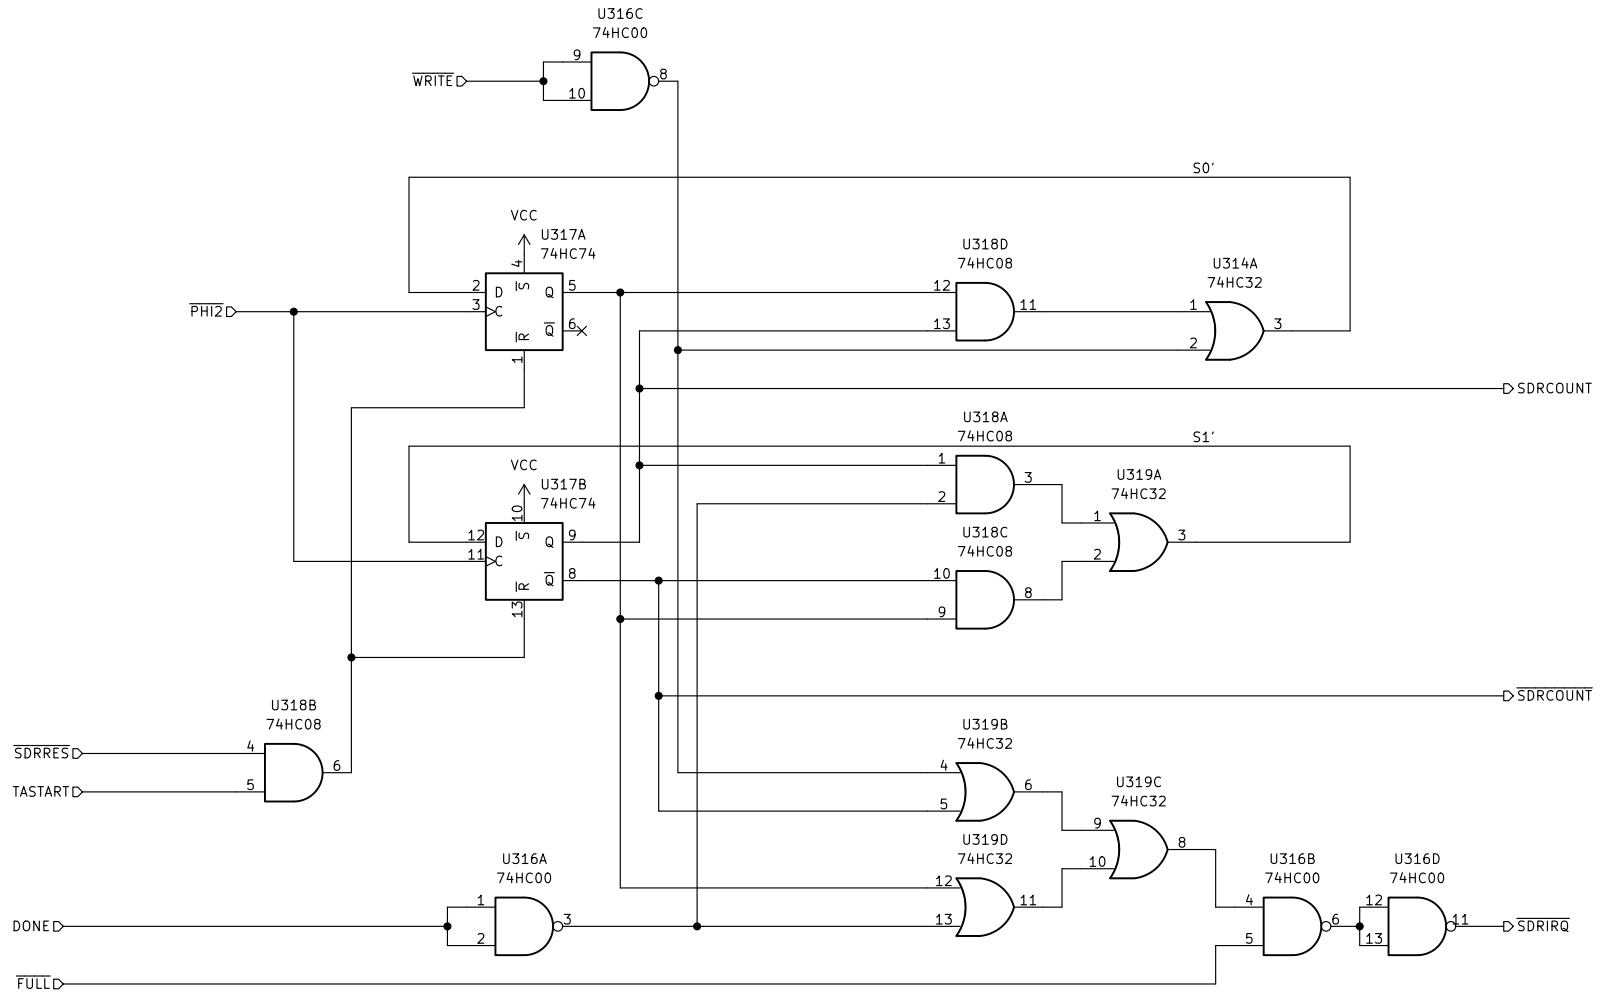 U316C
74HC00
9
WRITE
8
10
S0′
VCC
U317A
74HC74
4
U318D
74HC08
U314A
74HC32
2 D S Q 5
12
PHI2
3 C
11
1
R Q 6
13
3
1
2
SDRCOUNT
U318A
74HC08
S1′
VCC
1
U317B
74HC74
3
U319A
74HC32
10
2
1
12 D S Q 9
U318C
74HC08
3
11 C
2
R Q 8
10
13
8
9
SDRCOUNT
U318B
74HC08
U319B
74HC32
SDRRES
4
6
4
6
U319C
74HC32
TASTART
5
5
9
U319D
74HC32
8
U316A
74HC00
10
U316B
74HC00
U316D
74HC00
12
1
11
4
12
DONE
3
13
6
11
SDRIRQ
2
5
13
FULL